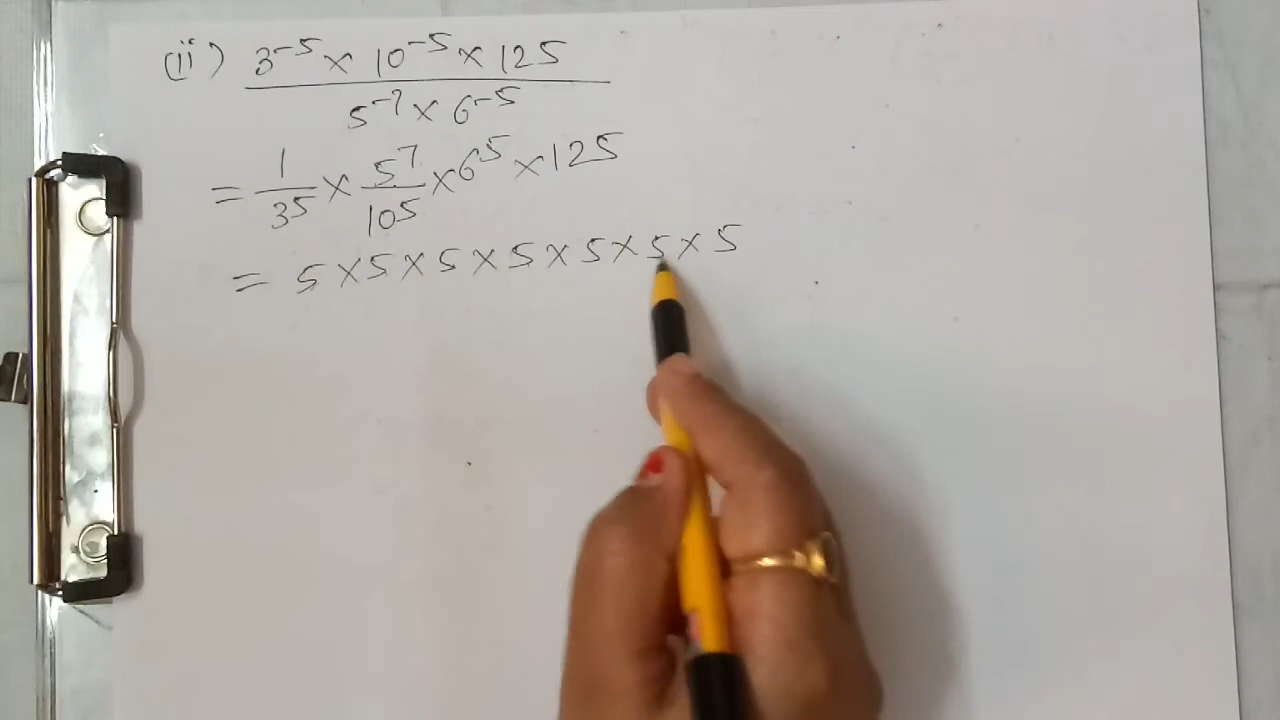 (ii) 3⁻⁵ × 10⁻⁵ × 125
5⁻⁷ × 6⁻⁵
= 1/3⁵ × 5⁷/10⁵ × 6⁵ × 125
= 5 × 5 × 5 × 5 × 5 × 5 × 5